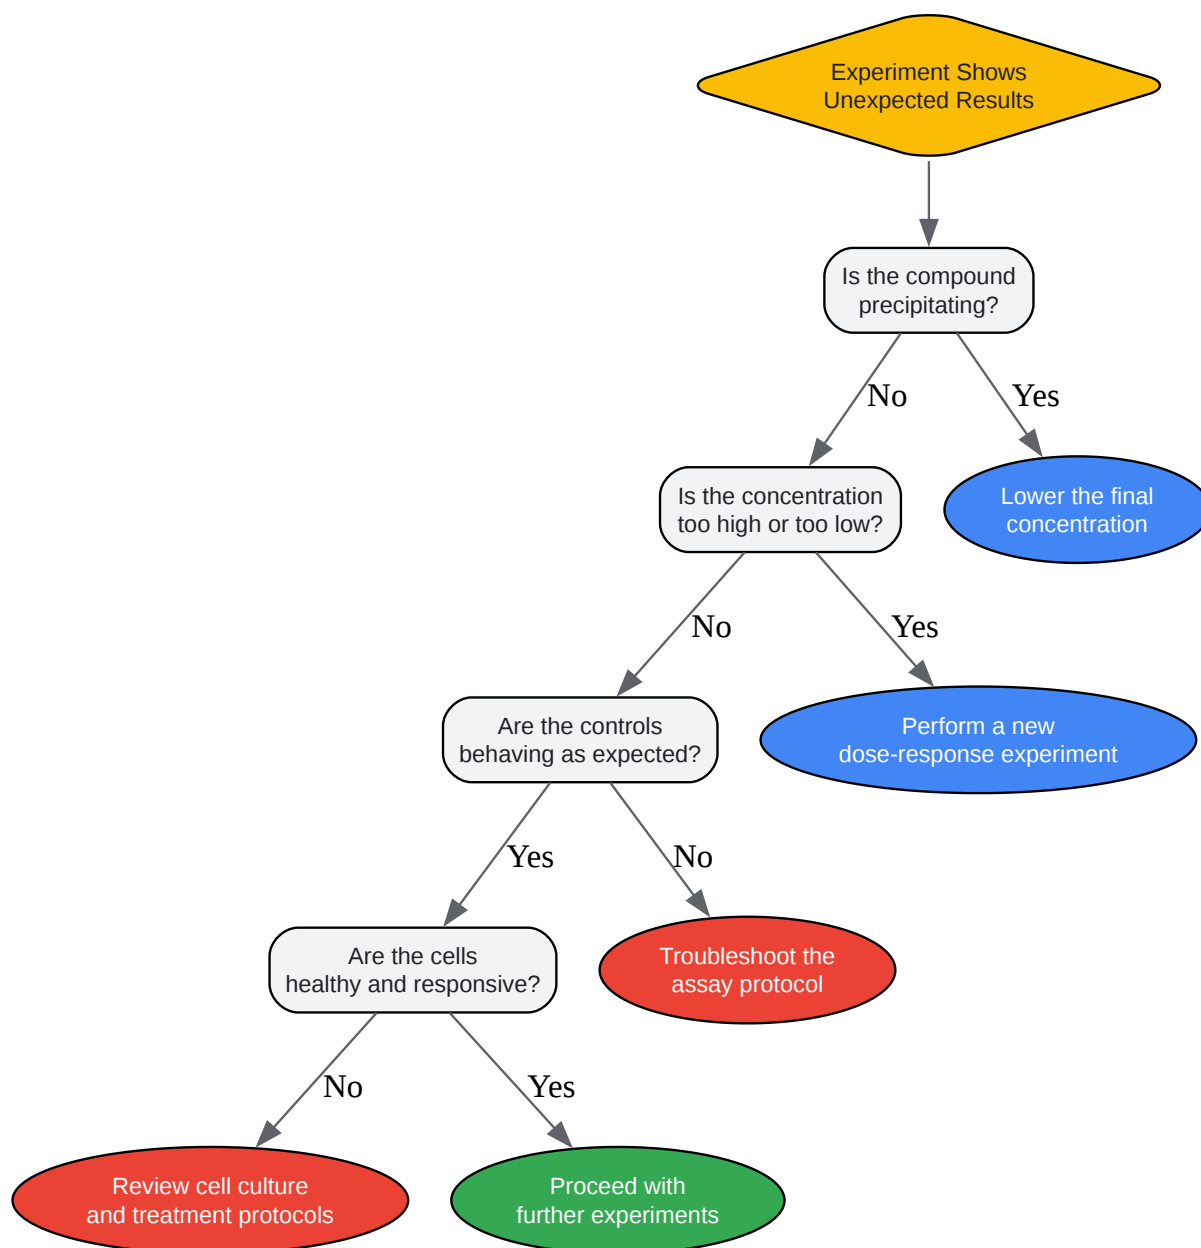 Experiment Shows
Unexpected Results
Is the compound
precipitating?
No
Yes
Is the concentration
too high or too low?
Lower the final
concentration
No
Yes
Are the controls
behaving as expected?
Perform a new
dose-response experiment
Yes
No
Are the cells
healthy and responsive?
Troubleshoot the
assay protocol
No
Yes
Review cell culture
and treatment protocols
Proceed with
further experiments